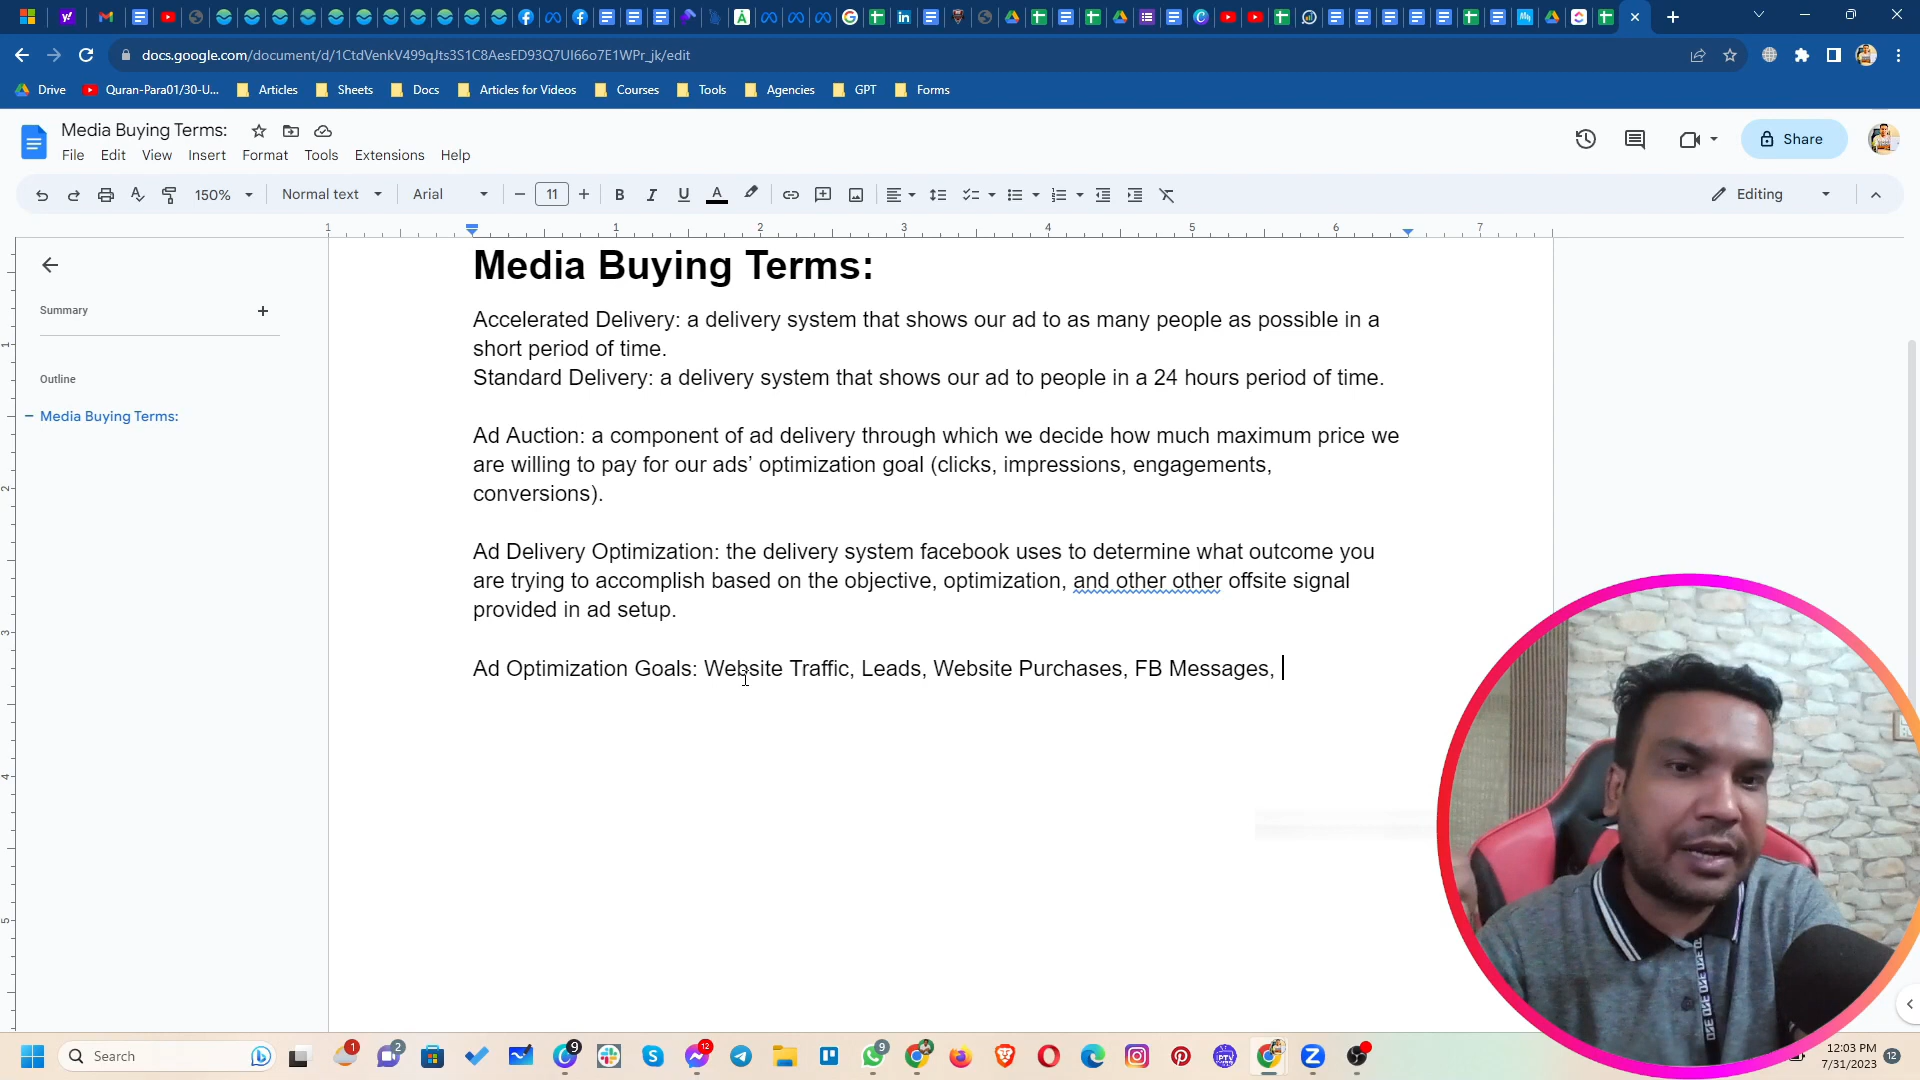 docs.google.com/document/d/1CtdVenkV499qJts3S1C8AesED93Q7UI66o7E1WPr_jk/edit
Drive Quran-Para01/30-U... Articles Sheets Docs Articles for Videos Courses Tools Agencies GPT Forms
Media Buying Terms:
File Edit View Insert Format Tools Extensions Help
Share
150% Normal text Arial 11 Editing
1 1 2 3 4 5 6 7
Summary
Outline
Media Buying Terms:
Media Buying Terms:
Accelerated Delivery: a delivery system that shows our ad to as many people as possible in a
short period of time.
Standard Delivery: a delivery system that shows our ad to people in a 24 hours period of time.
Ad Auction: a component of ad delivery through which we decide how much maximum price we
are willing to pay for our ads’ optimization goal (clicks, impressions, engagements,
conversions).
Ad Delivery Optimization: the delivery system facebook uses to determine what outcome you
are trying to accomplish based on the objective, optimization, and other other offsite signal
provided in ad setup.
Ad Optimization Goals: Website Traffic, Leads, Website Purchases, FB Messages,
Search
12:03 PM
7/31/2023